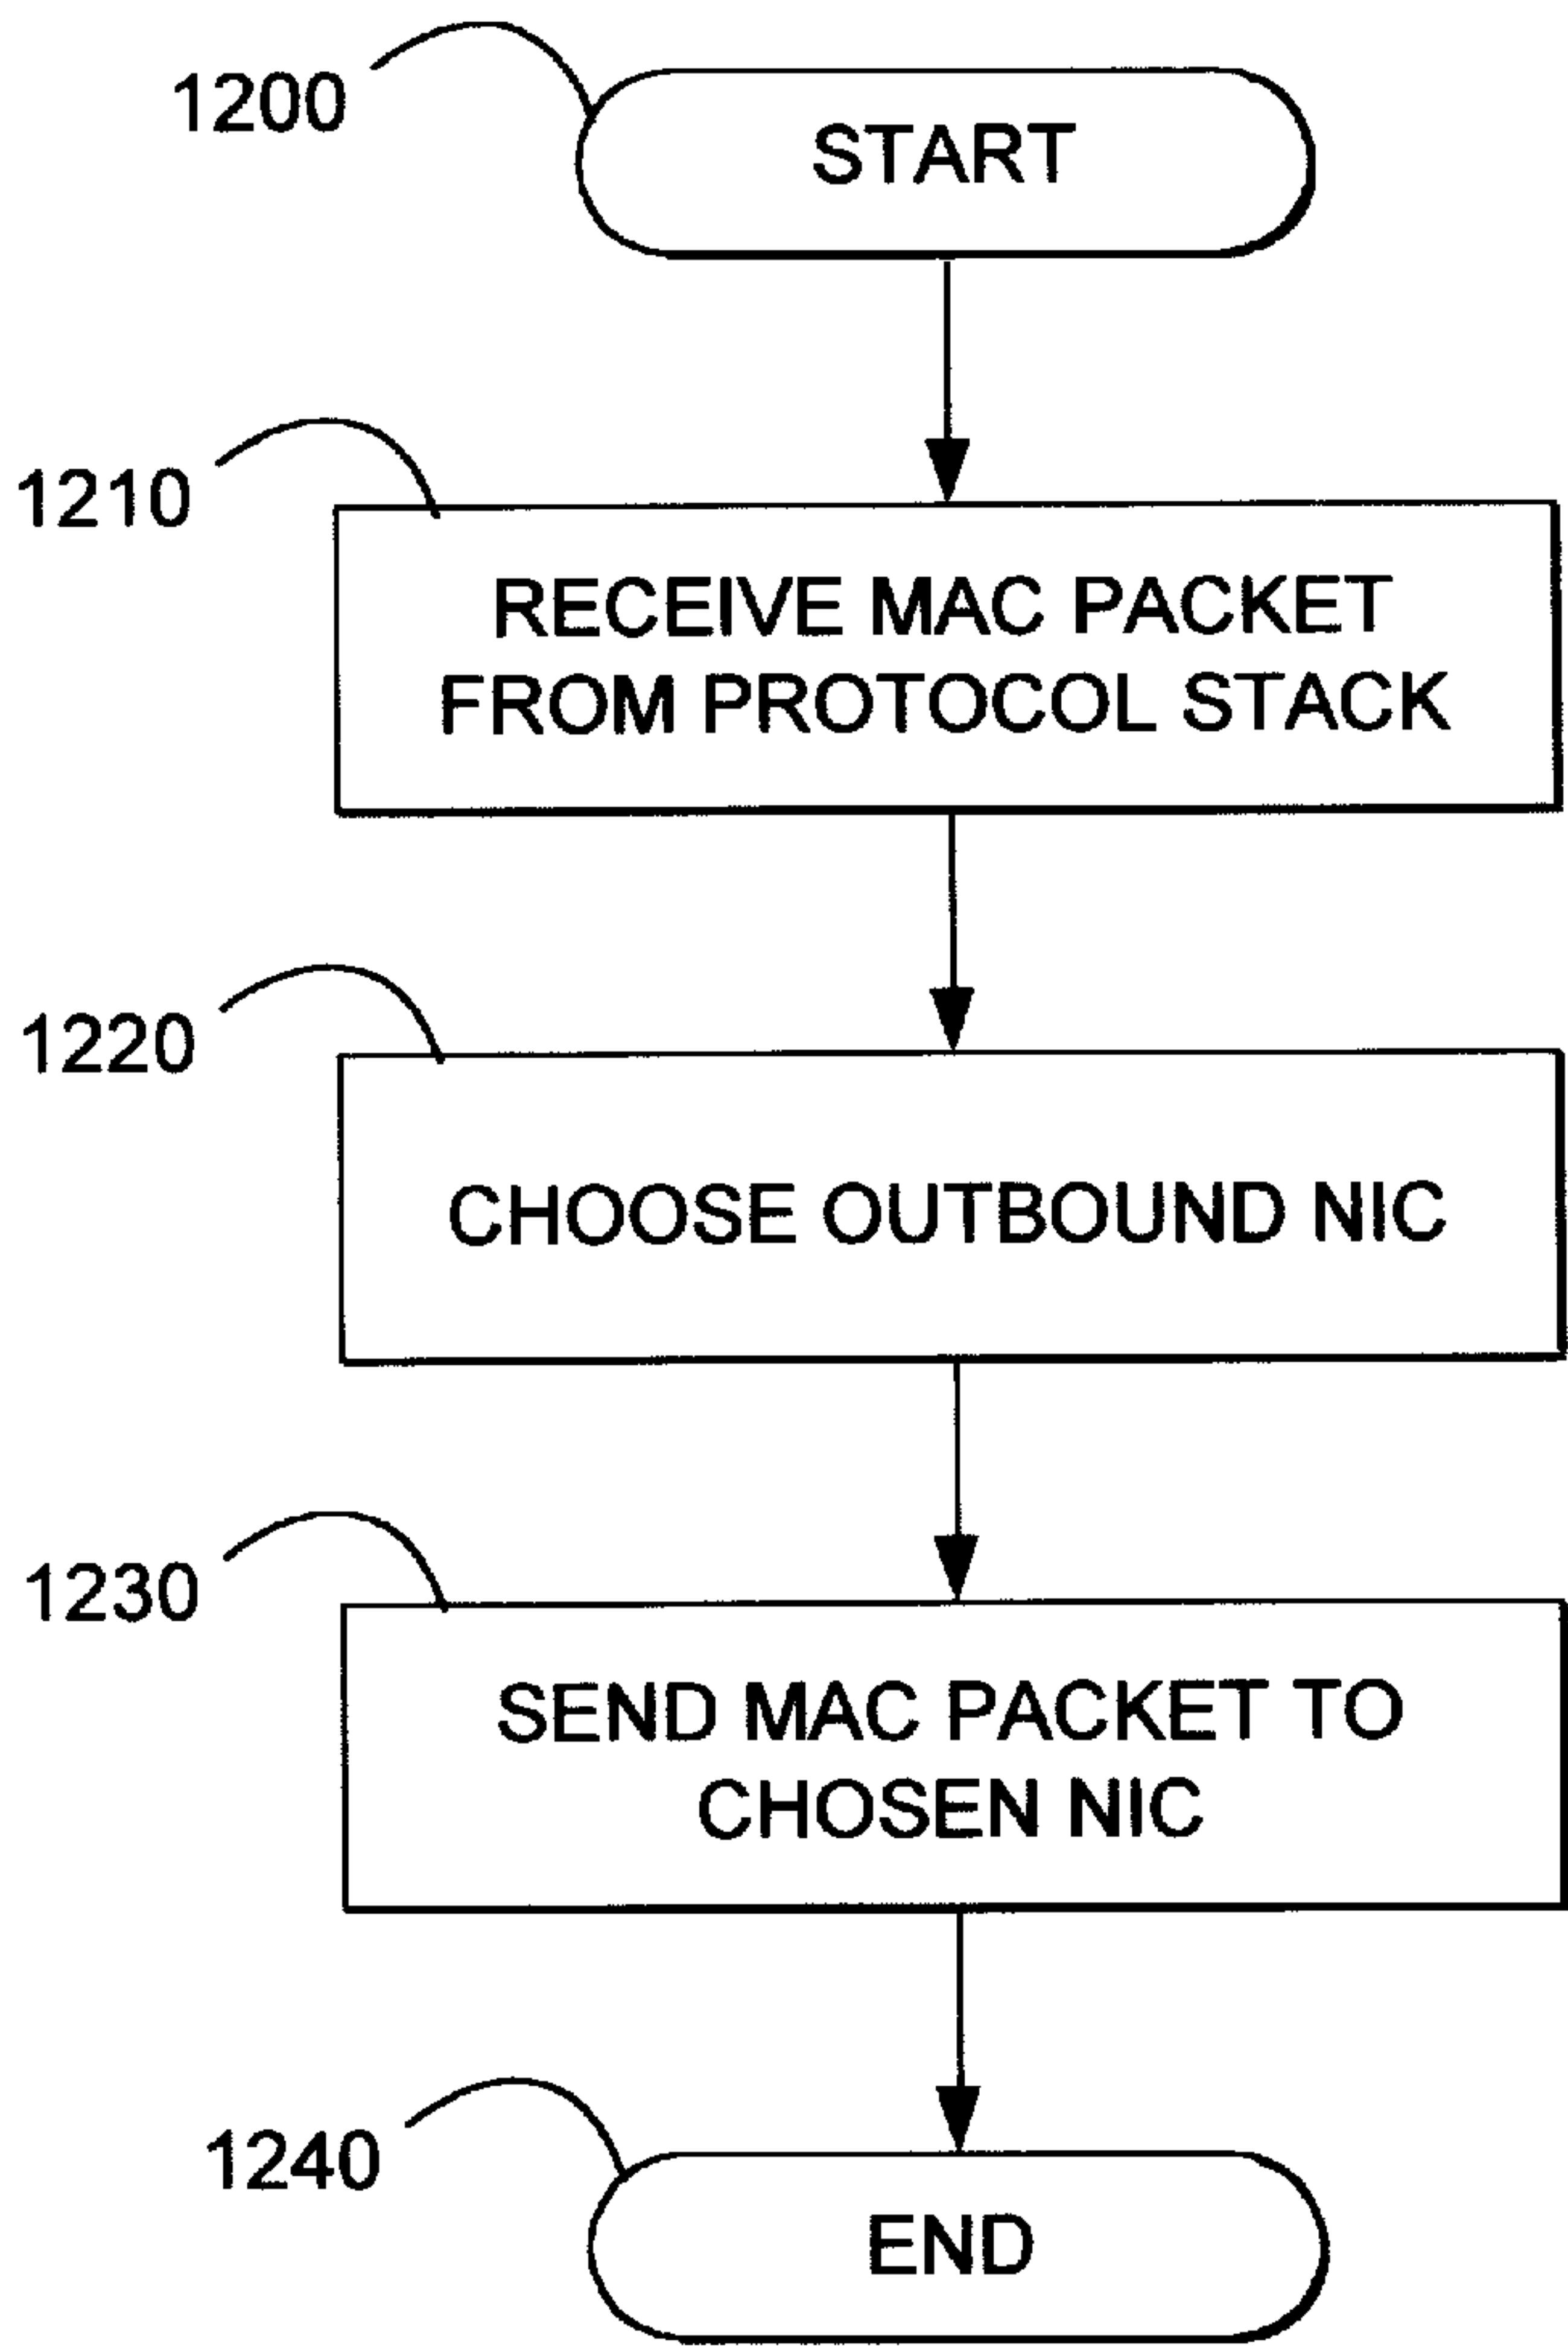 1200
START
1210
RECEIVE MAC PACKET
FROM PROTOCOL STACK
1220
CHOOSE OUTBOUND NIC
1230
SEND MAC PACKET TO
CHOSEN NIC
1240
END